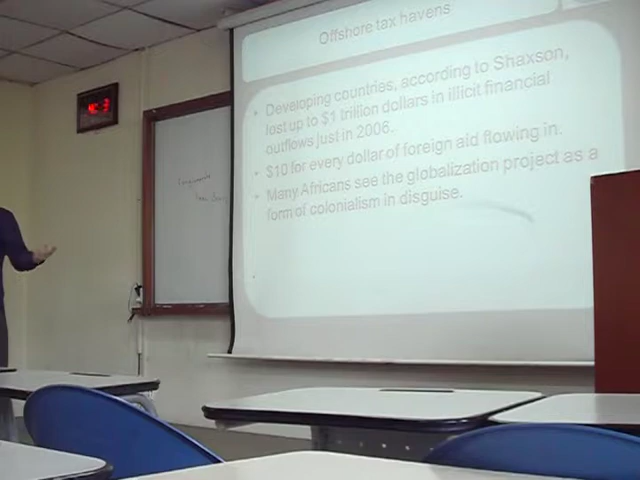 Offshore tax havens
• Developing countries, according to Shaxson,
lost up to $1 trillion dollars in illicit financial
outflows just in 2006.
• $10 for every dollar of foreign aid flowing in.
• Many Africans see the globalization project as a
form of colonialism in disguise.